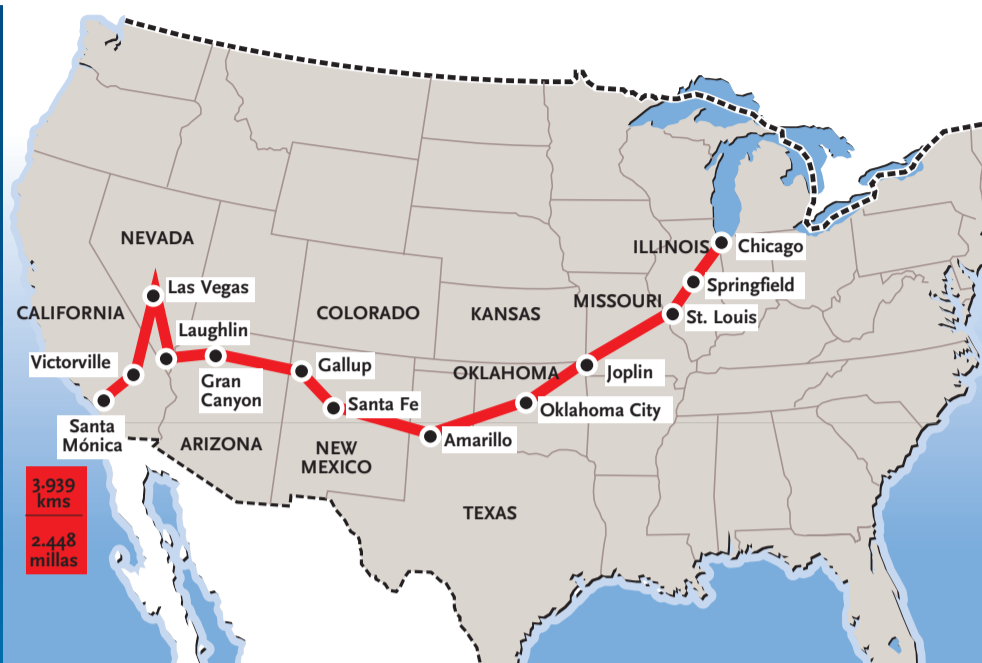 NEVADA
ILLINOIS
Chicago
Las Vegas
Springfield
CALIFORNIA
COLORADO
KANSAS
MISSOURI
St. Louis
Laughlin
Victorville
Gallup
OKLAHOMA
Joplin
Gran
Canyon
Santa Fe
Oklahoma City
Santa
Mónica
ARIZONA
NEW
MEXICO
Amarillo
TEXAS
3.939
kms
2.448
millas